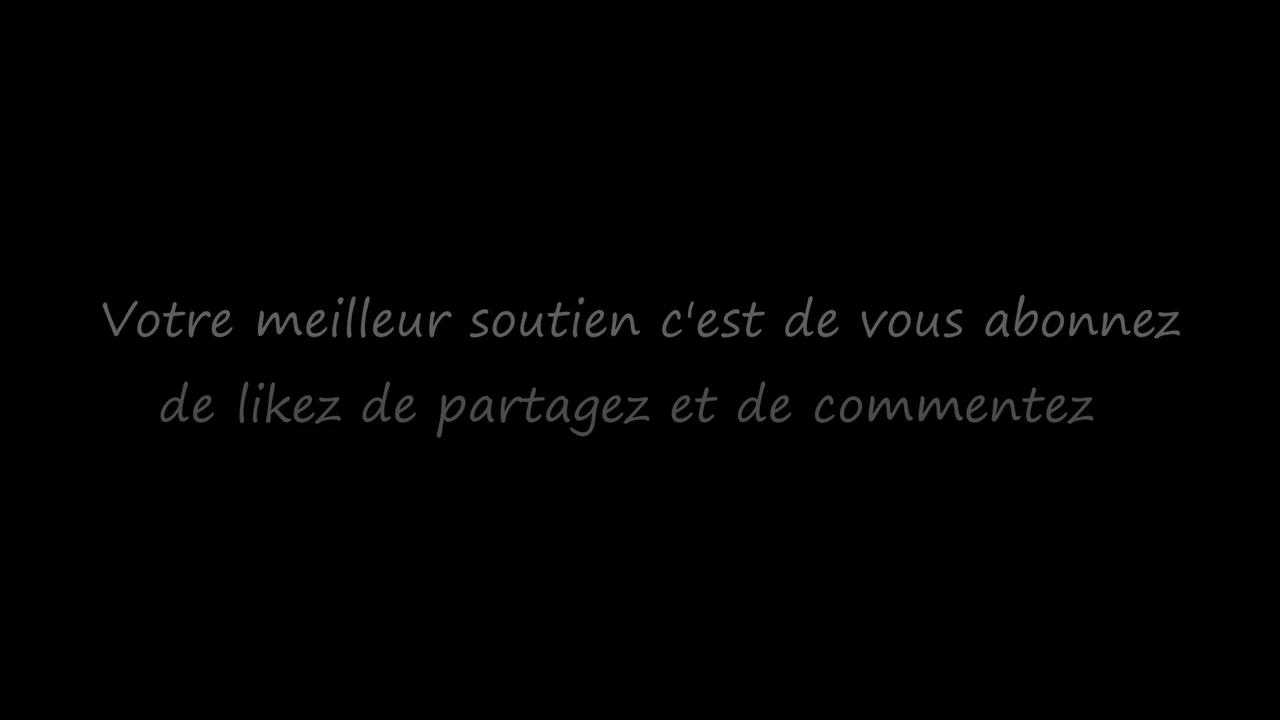 Votre meilleur soutien c'est de vous abonnez
de likez de partagez et de commentez